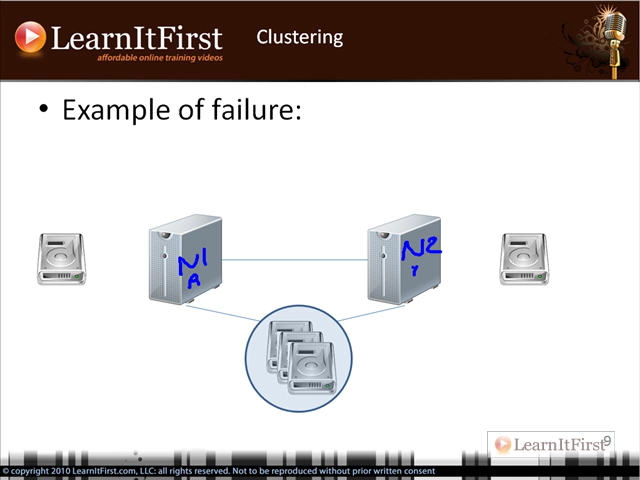 LearnItFirst
affordable online training videos
Clustering
• Example of failure:
N1
A
N2
LearnItFirst
9
© copyright 2010 LearnItFirst.com, LLC: all rights reserved. Not to be reproduced without prior written consent